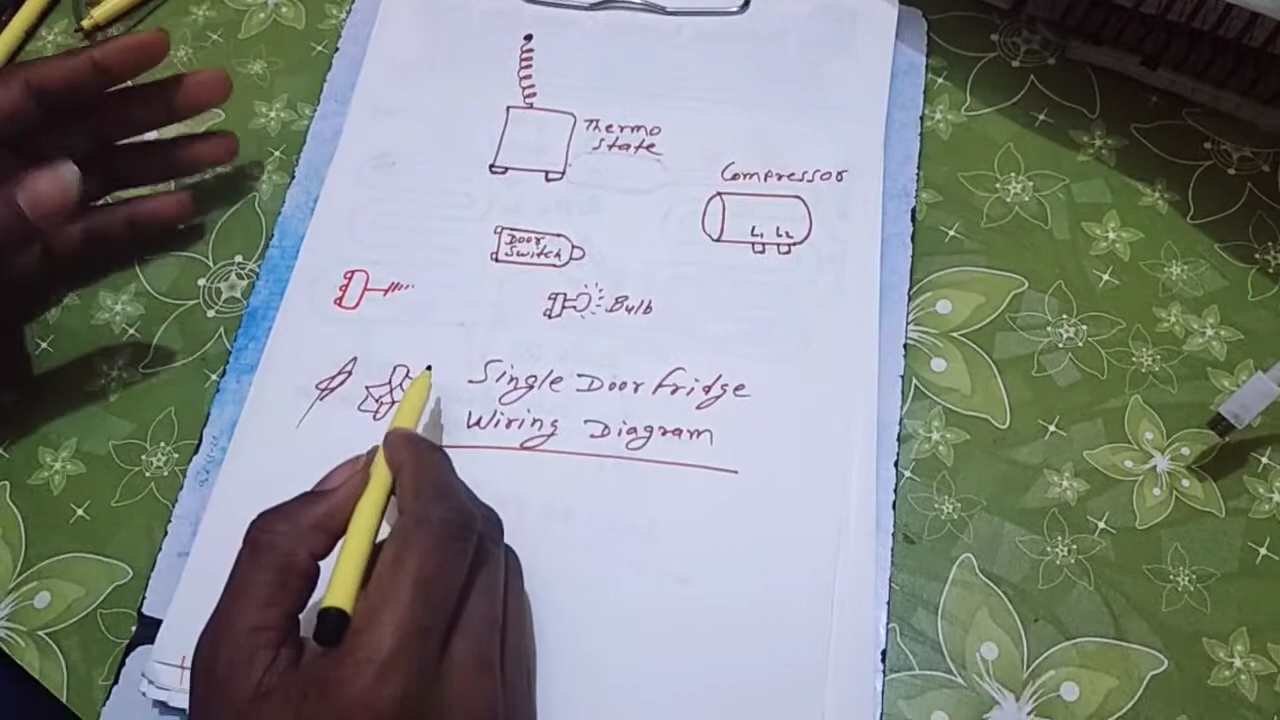 Thermo
state
Compressor
L1 L2
Door
Switch
Bulb
Single Door Fridge
Wiring Diagram